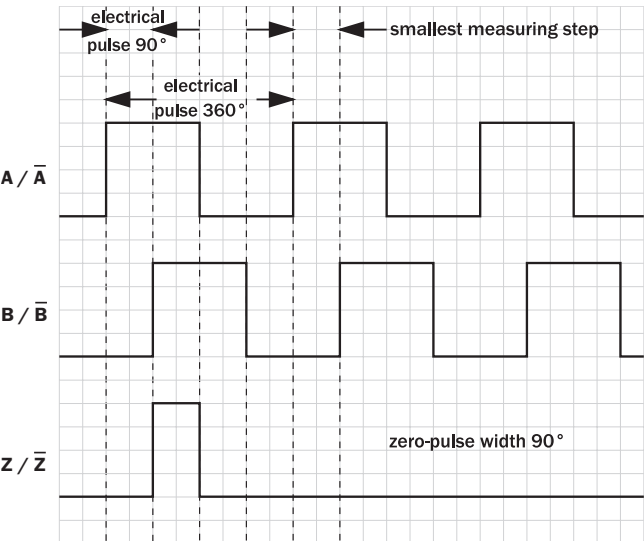 electrical
pulse 90°
smallest measuring step
electrical
pulse 360°
A / A̅
B / B̅
Z / Z̅
zero-pulse width 90°